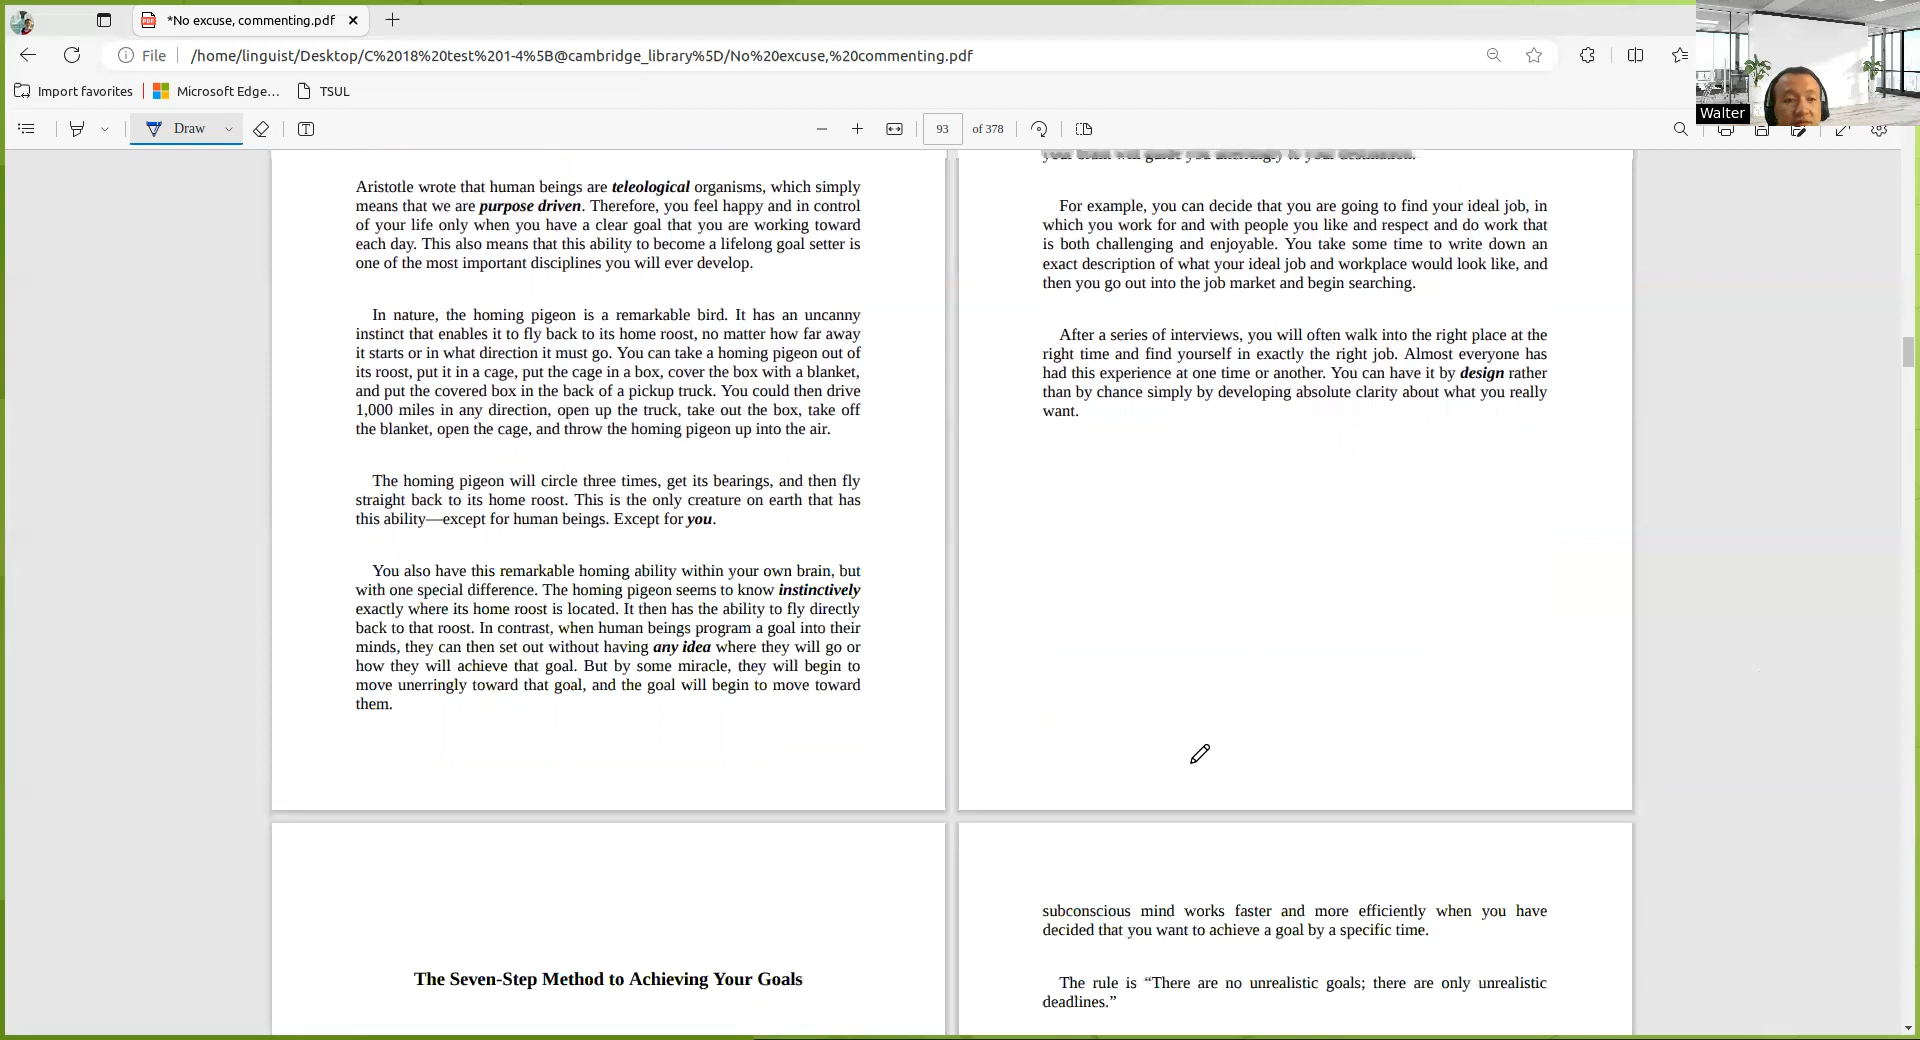 *No excuse, commenting.pdf
File
/home/linguist/Desktop/C%2018%20test%201-4%5B@cambridge_library%5D/No%20excuse,%20commenting.pdf
Import favorites
Microsoft Edge...
TSUL
Walter
Draw
93
of 378
Aristotle wrote that human beings are teleological organisms, which simply
means that we are purpose driven. Therefore, you feel happy and in control
of your life only when you have a clear goal that you are working toward
each day. This also means that this ability to become a lifelong goal setter is
one of the most important disciplines you will ever develop.
In nature, the homing pigeon is a remarkable bird. It has an uncanny
instinct that enables it to fly back to its home roost, no matter how far away
it starts or in what direction it must go. You can take a homing pigeon out of
its roost, put it in a cage, put the cage in a box, cover the box with a blanket,
and put the covered box in the back of a pickup truck. You could then drive
1,000 miles in any direction, open up the truck, take out the box, take off
the blanket, open the cage, and throw the homing pigeon up into the air.
The homing pigeon will circle three times, get its bearings, and then fly
straight back to its home roost. This is the only creature on earth that has
this ability—except for human beings. Except for you.
You also have this remarkable homing ability within your own brain, but
with one special difference. The homing pigeon seems to know instinctively
exactly where its home roost is located. It then has the ability to fly directly
back to that roost. In contrast, when human beings program a goal into their
minds, they can then set out without having any idea where they will go or
how they will achieve that goal. But by some miracle, they will begin to
move unerringly toward that goal, and the goal will begin to move toward
them.
your brain will guide you unerringly to your destination.
For example, you can decide that you are going to find your ideal job, in
which you work for and with people you like and respect and do work that
is both challenging and enjoyable. You take some time to write down an
exact description of what your ideal job and workplace would look like, and
then you go out into the job market and begin searching.
After a series of interviews, you will often walk into the right place at the
right time and find yourself in exactly the right job. Almost everyone has
had this experience at one time or another. You can have it by design rather
than by chance simply by developing absolute clarity about what you really
want.
The Seven-Step Method to Achieving Your Goals
subconscious mind works faster and more efficiently when you have
decided that you want to achieve a goal by a specific time.
The rule is “There are no unrealistic goals; there are only unrealistic
deadlines.”